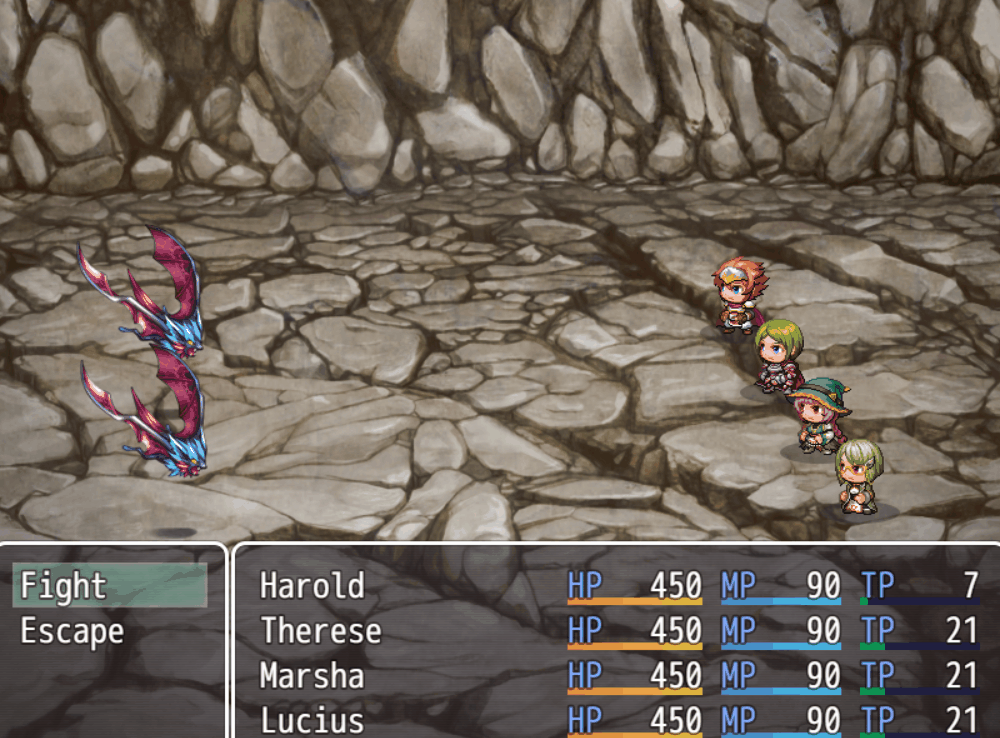 Fight
Escape
Harold HP 450 MP 90 TP 7
Therese HP 450 MP 90 TP 21
Marsha HP 450 MP 90 TP 21
Lucius HP 450 MP 90 TP 21